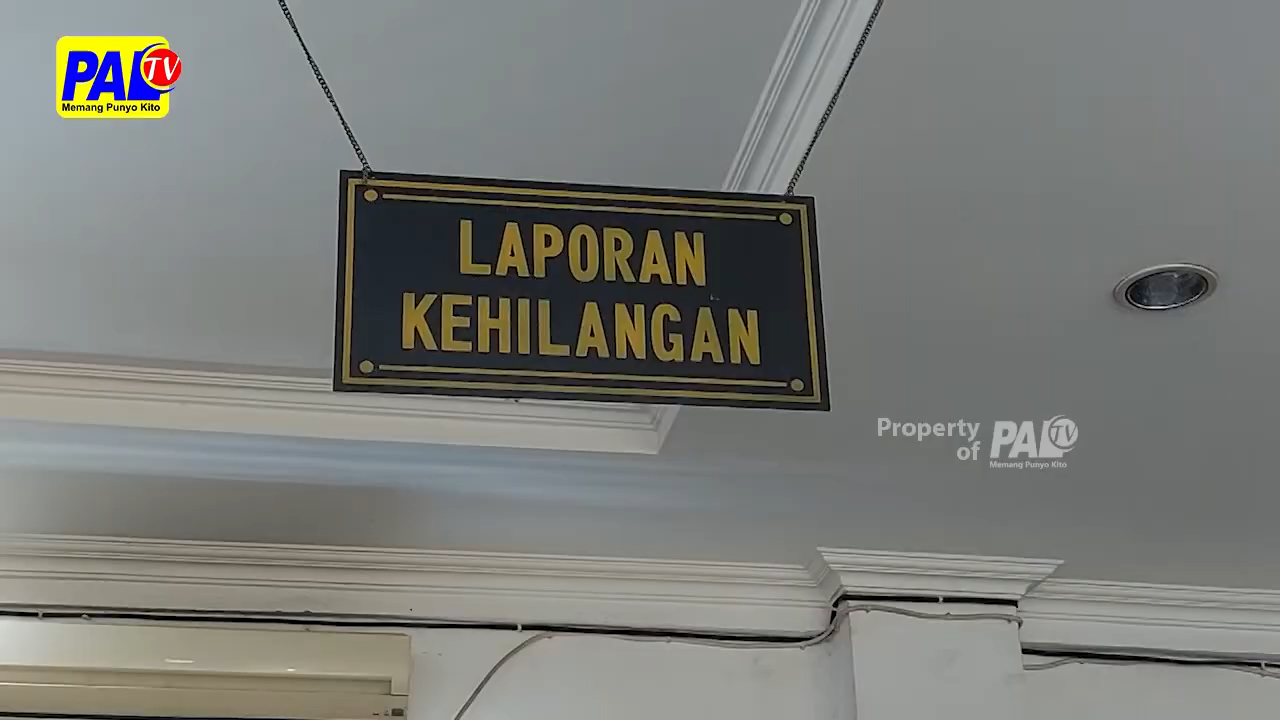 PAL TV
Memang Punyo Kito
LAPORAN
KEHILANGAN
Property
of PAL TV
Memang Punyo Kito